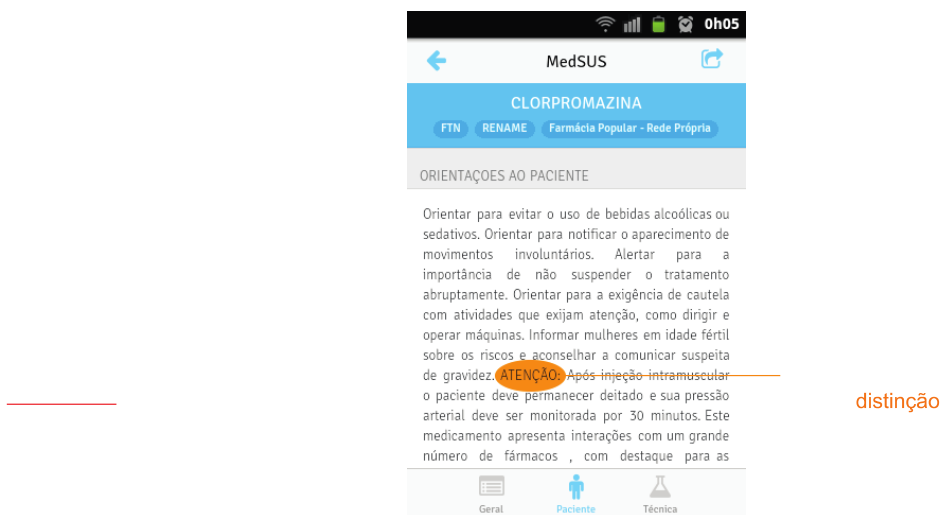 0h05
MedSUS
CLORPROMAZINA
FTN RENAME Farmácia Popular - Rede Própria
ORIENTAÇOES AO PACIENTE
Orientar para evitar o uso de bebidas alcoólicas ou
sedativos. Orientar para notificar o aparecimento de
movimentos involuntários. Alertar para a
importância de não suspender o tratamento
abruptamente. Orientar para a exigência de cautela
com atividades que exijam atenção, como dirigir e
operar máquinas. Informar mulheres em idade fértil
sobre os riscos e aconselhar a comunicar suspeita
de gravidez. ATENÇÃO: Após injeção intramuscular
o paciente deve permanecer deitado e sua pressão
arterial deve ser monitorada por 30 minutos. Este
medicamento apresenta interações com um grande
número de fármacos , com destaque para as
distinção
Geral Paciente Técnica